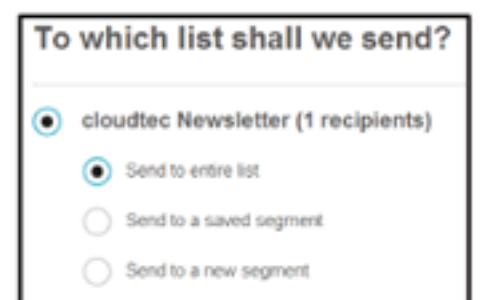 To which list shall we send?
cloudtec Newsletter (1 recipients)
Send to entire list
Send to a saved segment
Send to a new segment